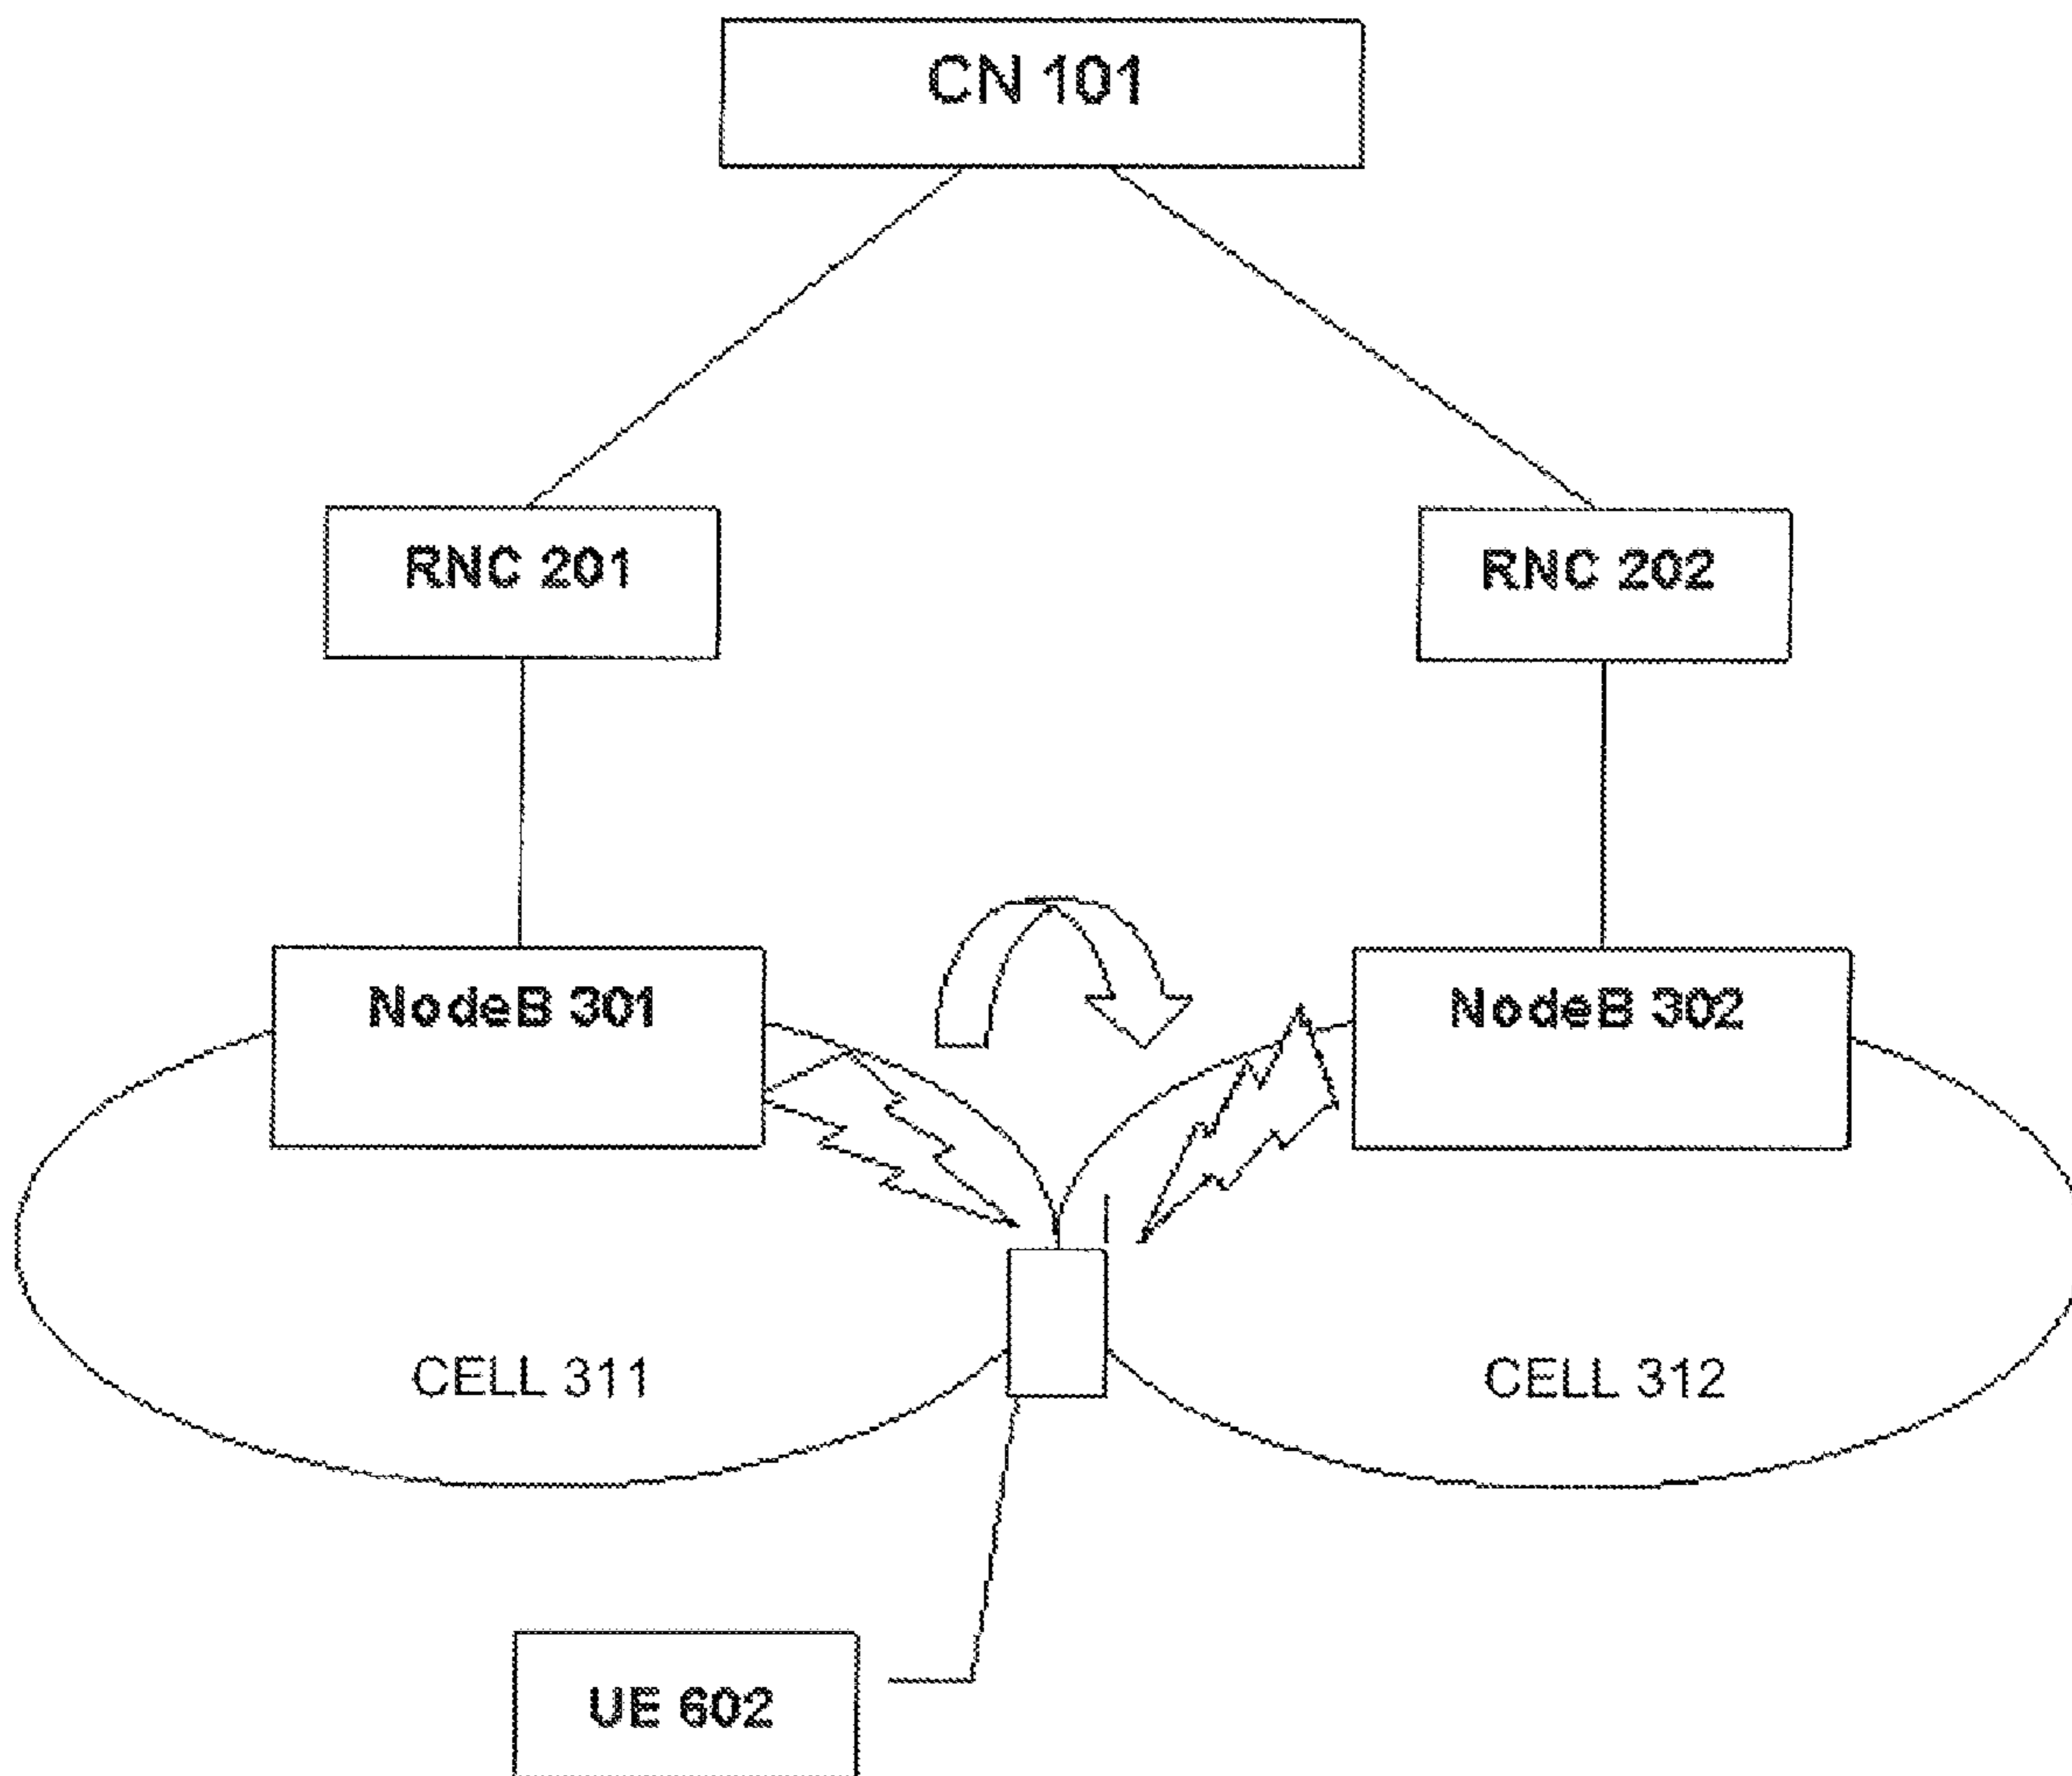 CN 101
RNC 201
RNC 202
NodeB 301
NodeB 302
CELL 311
CELL 312
UE 602